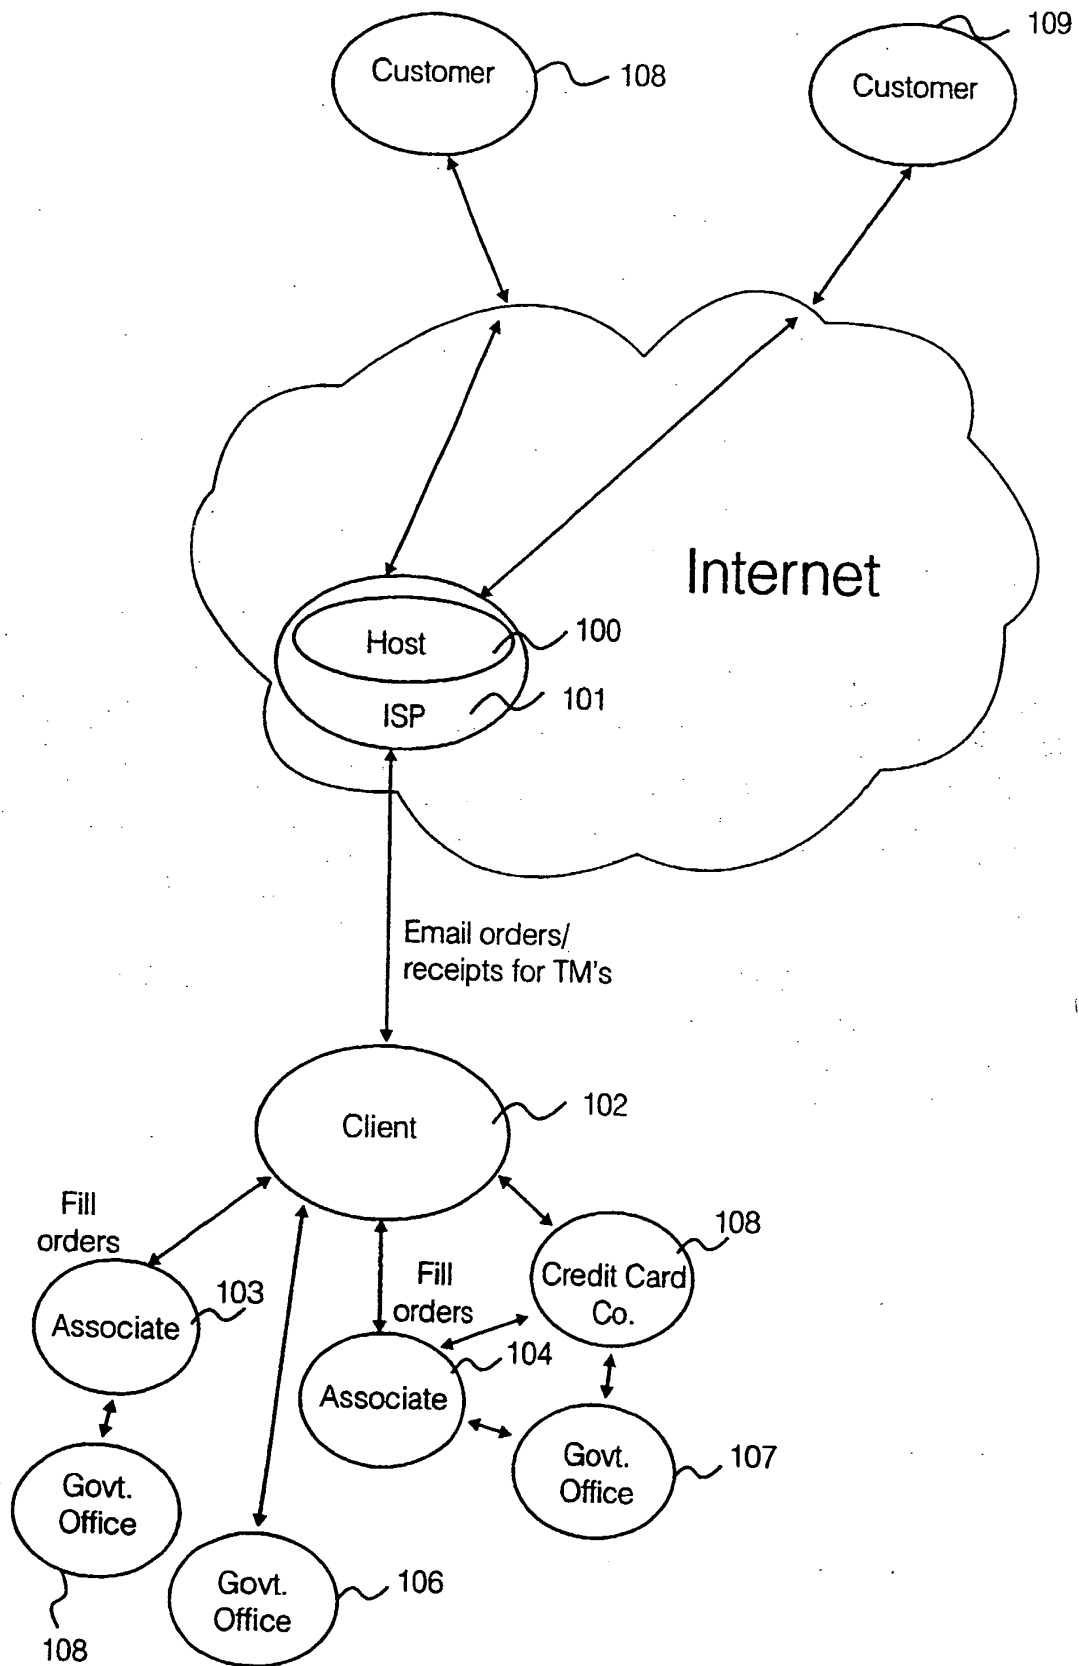 109
Customer
108
Customer
Internet
Host
100
ISP
101
Email orders/
receipts for TM's
Client
102
Fill
orders
108
Credit Card
Co.
Fill
orders
103
Associate
104
Associate
Govt.
Office
107
Govt.
Office
106
Govt.
Office
108